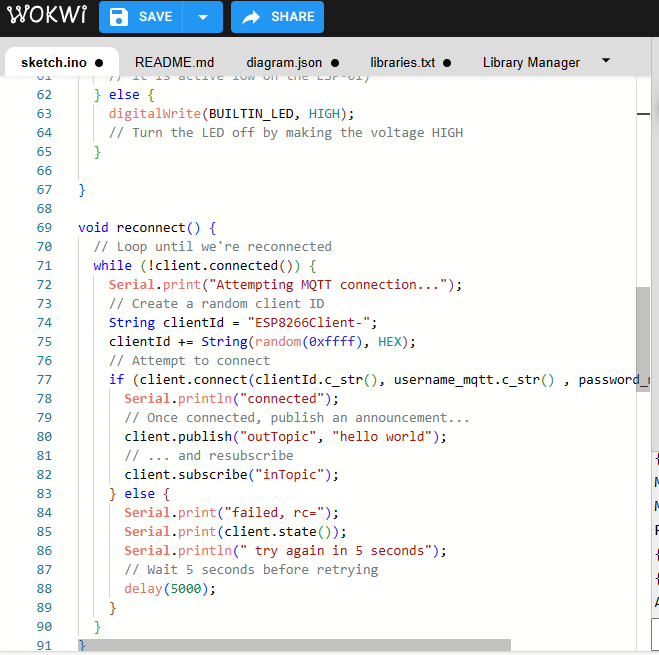 WOKWI SAVE SHARE
sketch.ino ● README.md diagram.json ● libraries.txt ● Library Manager
61 // it is active low on the ESP-01)
62 } else {
63 digitalWrite(BUILTIN_LED, HIGH);
64 // Turn the LED off by making the voltage HIGH
65 }
66
67 }
68
69 void reconnect() {
70 // Loop until we're reconnected
71 while (!client.connected()) {
72 Serial.print("Attempting MQTT connection...");
73 // Create a random client ID
74 String clientId = "ESP8266Client-";
75 clientId += String(random(0xffff), HEX);
76 // Attempt to connect
77 if (client.connect(clientId.c_str(), username_mqtt.c_str() , password_
78 Serial.println("connected");
79 // Once connected, publish an announcement...
80 client.publish("outTopic", "hello world");
81 // ... and resubscribe
82 client.subscribe("inTopic");
83 } else {
84 Serial.print("failed, rc=");
85 Serial.print(client.state());
86 Serial.println(" try again in 5 seconds");
87 // Wait 5 seconds before retrying
88 delay(5000);
89 }
90 }
91 }